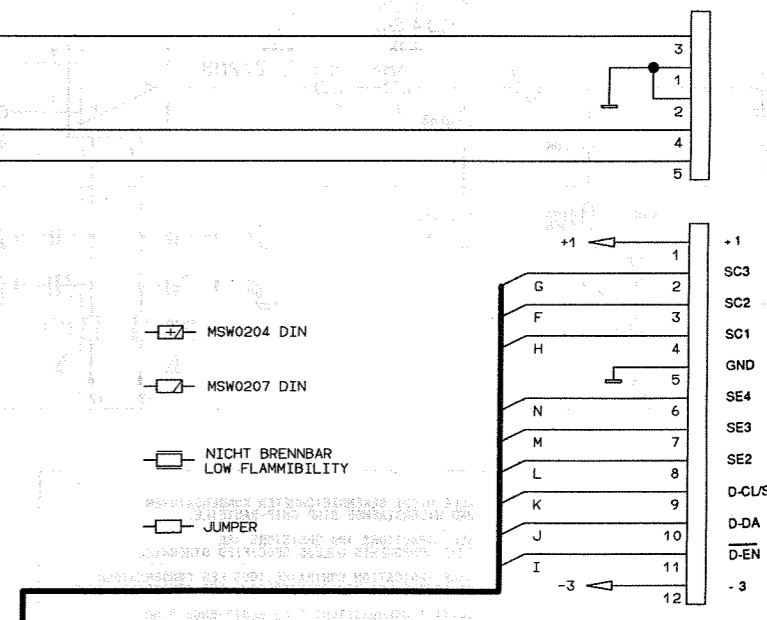 3
1
2
4
5
+1 1 +1
G 2 SC3
F 3 SC2
H 4 SC1
5 GND
N 6 SE4
M 7 SE3
L 8 SE2
K 9 D-CL/S
J 10 D-DA
I 11 D-EN
-3 12 - 3
MSW0204 DIN
MSW0207 DIN
NICHT BRENNBAR
LOW FLAMMIBILITY
JUMPER